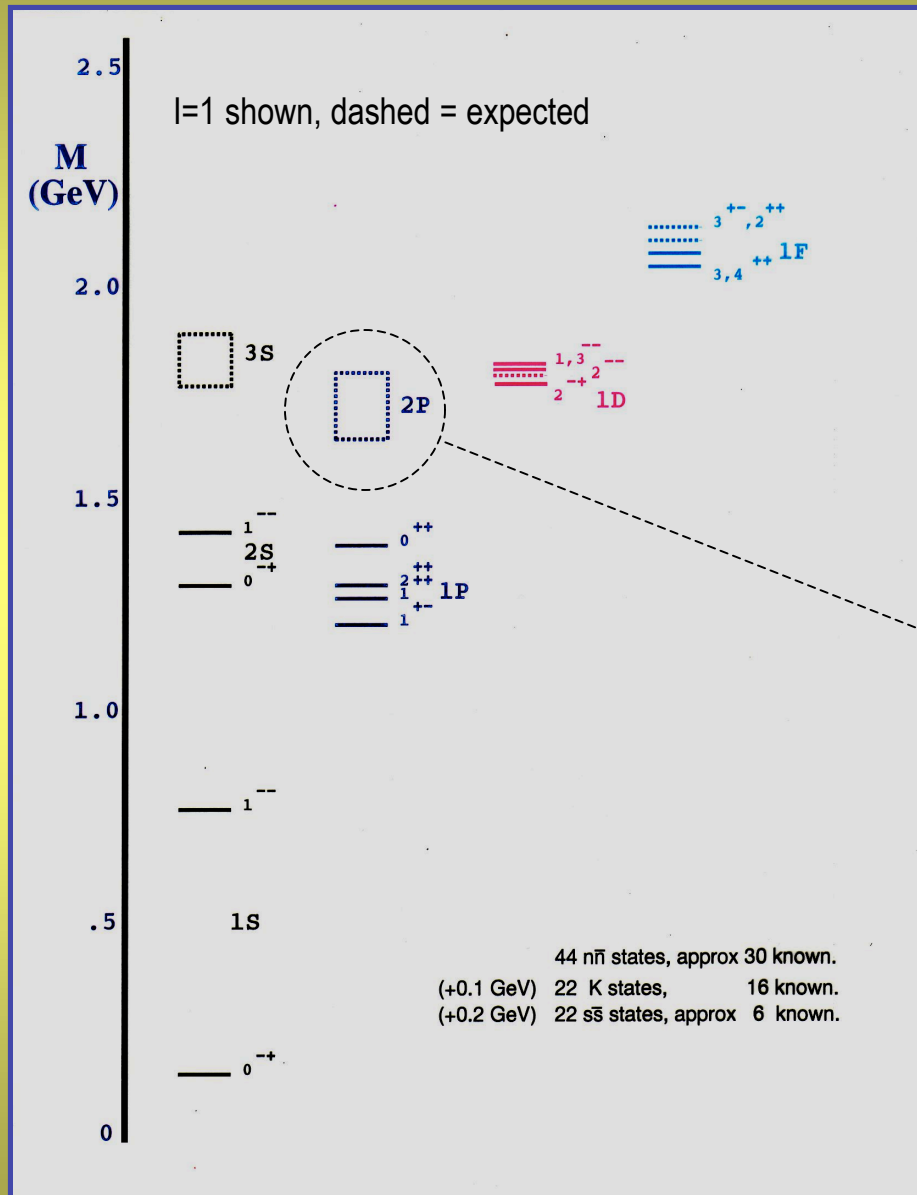 2.5
I=1 shown, dashed = expected
M
(GeV)
3+-,2++
1F
3,4++
2.0
3S
1,3--
2--
2-+
1D
2P
1.5
1--
2S
0-+
0++
2++
1++
1P
1+-
1.0
1--
.5
1S
44 nn̄ states, approx 30 known.
(+0.1 GeV) 22 K states, 16 known.
(+0.2 GeV) 22 ss̄ states, approx 6 known.
0-+
0